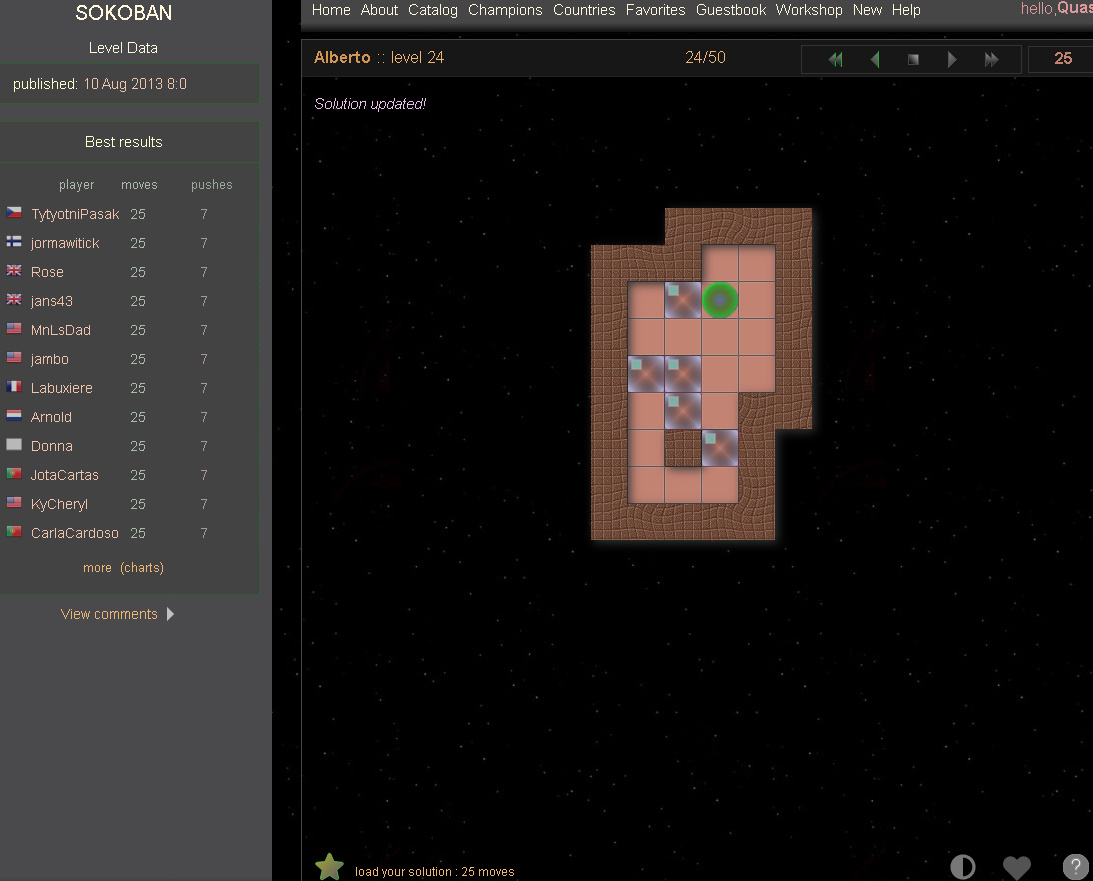 SOKOBAN
Level Data
published: 10 Aug 2013 8:0
Best results
player moves pushes
TytyotniPasak 25 7
jormawitick 25 7
Rose 25 7
jans43 25 7
MnLsDad 25 7
jambo 25 7
Labuxiere 25 7
Arnold 25 7
Donna 25 7
JotaCartas 25 7
KyCheryl 25 7
CarlaCardoso 25 7
more (charts)
View comments
Home About Catalog Champions Countries Favorites Guestbook Workshop New Help
hello,Quas
Alberto :: level 24 24/50 25
Solution updated!
load your solution : 25 moves
?